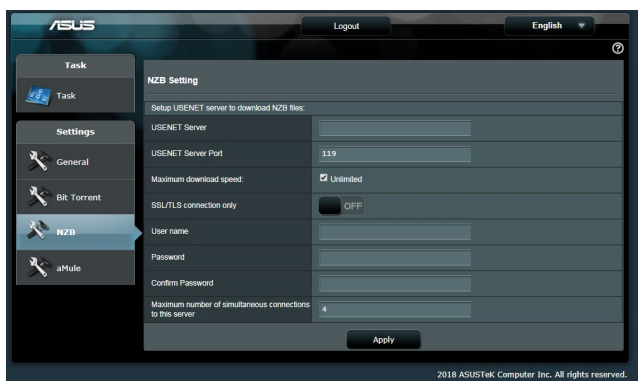 ASUS
Logout
English
Task
Task
Settings
General
Bit Torrent
NZB
aMule
NZB Setting
Setup USENET server to download NZB files:
USENET Server
USENET Server Port
119
Maximum download speed:
Unlimited
SSL/TLS connection only
OFF
User name
Password
Confirm Password
Maximum number of simultaneous connections
to this server
4
Apply
2018 ASUSTeK Computer Inc. All rights reserved.